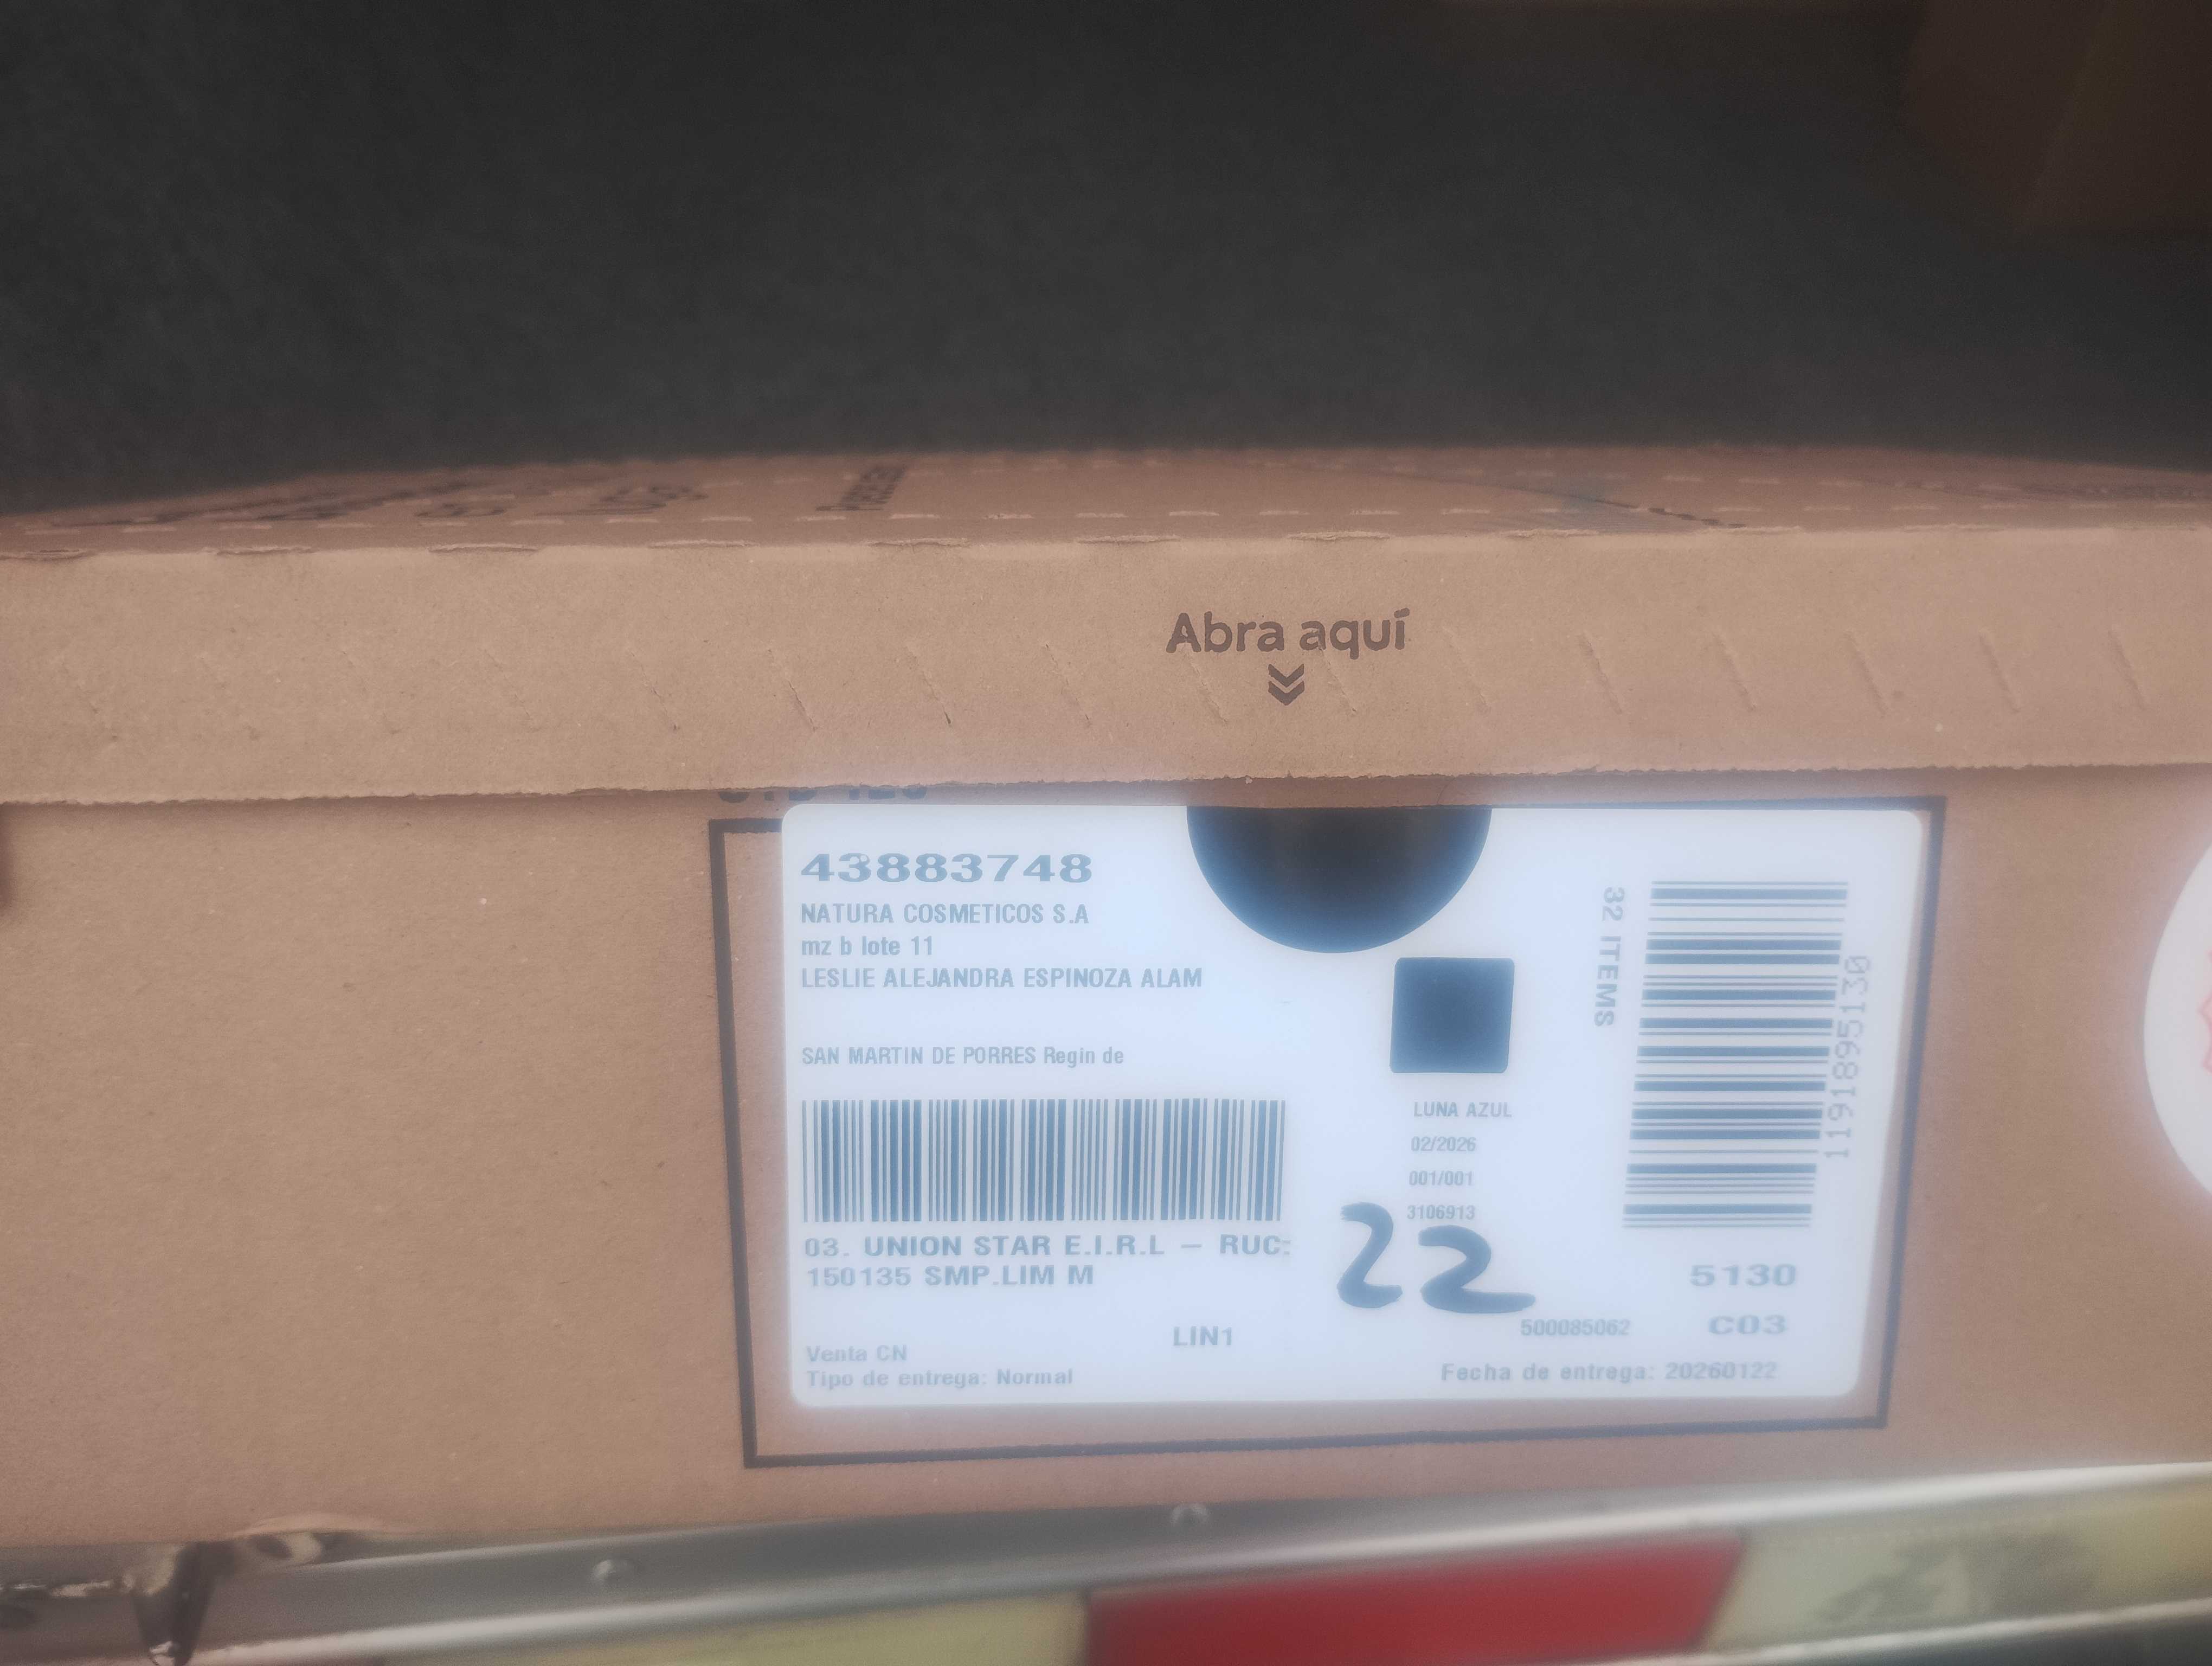 Abra aquí
43883748
NATURA COSMETICOS S.A
mz b lote 11
LESLIE ALEJANDRA ESPINOZA ALAM
SAN MARTIN DE PORRES Regin de
03. UNION STAR E.I.R.L – RUC:
150135 SMP.LIM M
LIN1
Venta CN
Tipo de entrega: Normal
LUNA AZUL
02/2026
001/001
3106913
22
32 ITEMS
1191895130
5130
500085062
C03
Fecha de entrega: 20260122